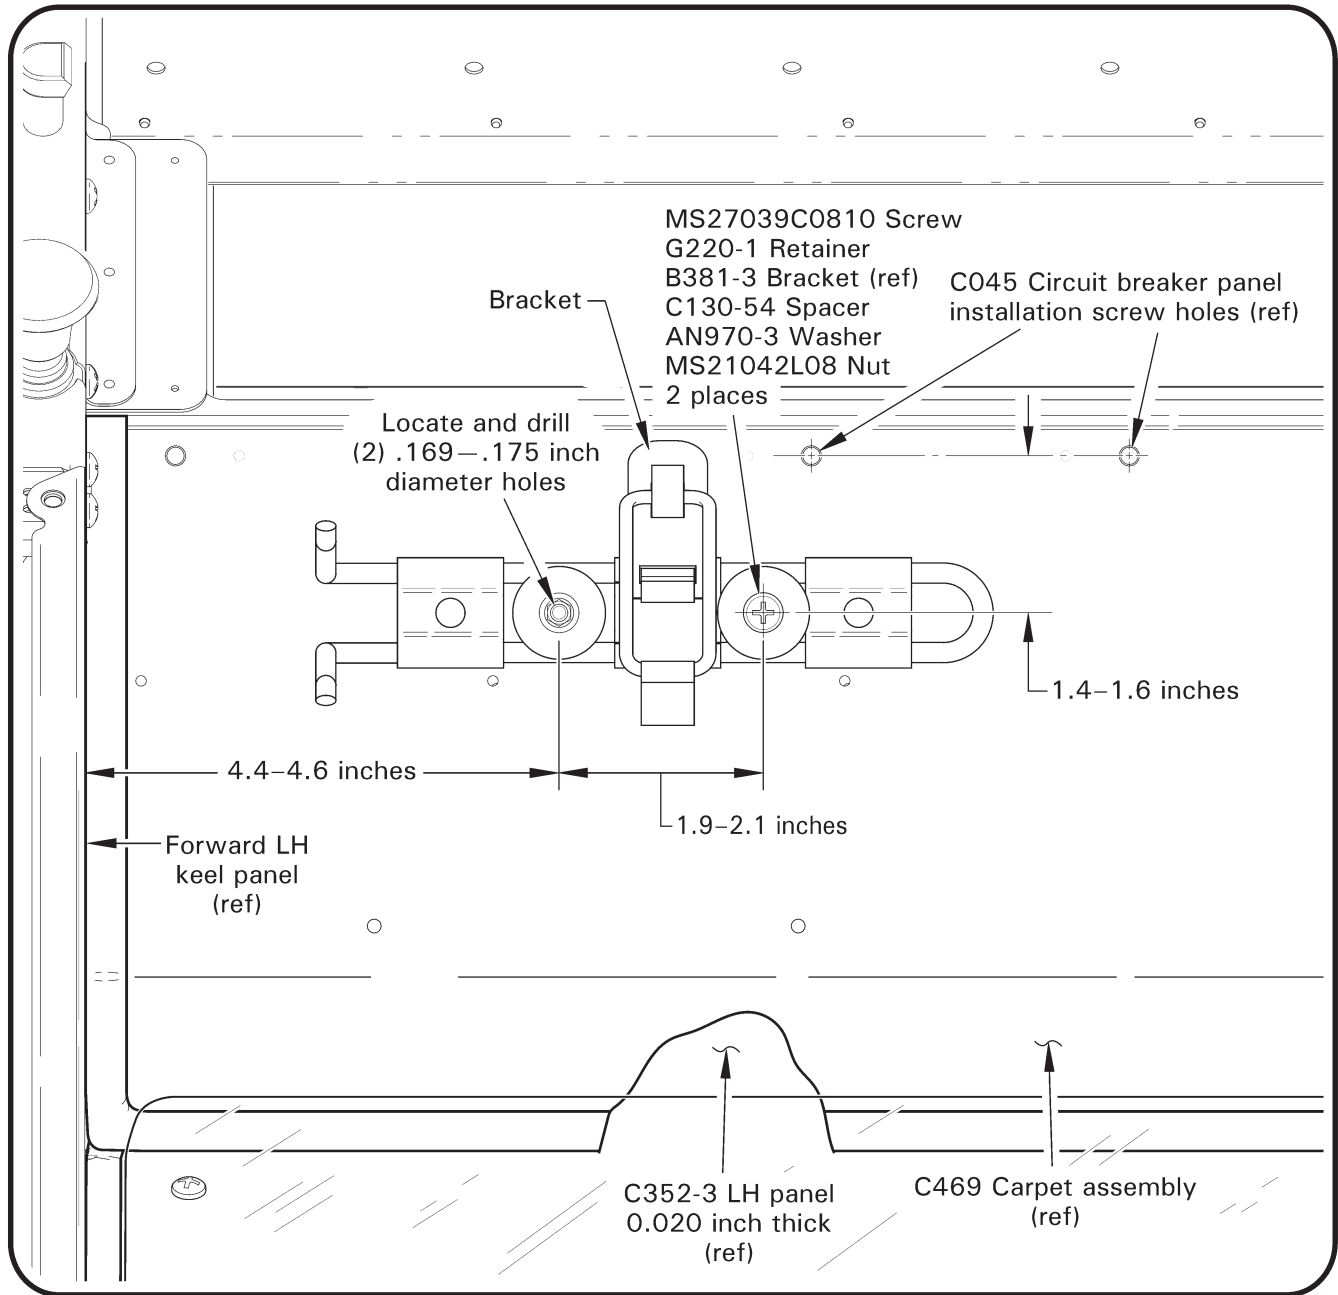 MS27039C0810 Screw
G220-1 Retainer
B381-3 Bracket (ref)
C130-54 Spacer
AN970-3 Washer
MS21042L08 Nut
2 places
C045 Circuit breaker panel
installation screw holes (ref)
Bracket
Locate and drill
(2) .169–.175 inch
diameter holes
1.4–1.6 inches
4.4–4.6 inches
1.9–2.1 inches
Forward LH
keel panel
(ref)
C352-3 LH panel
0.020 inch thick
(ref)
C469 Carpet assembly
(ref)